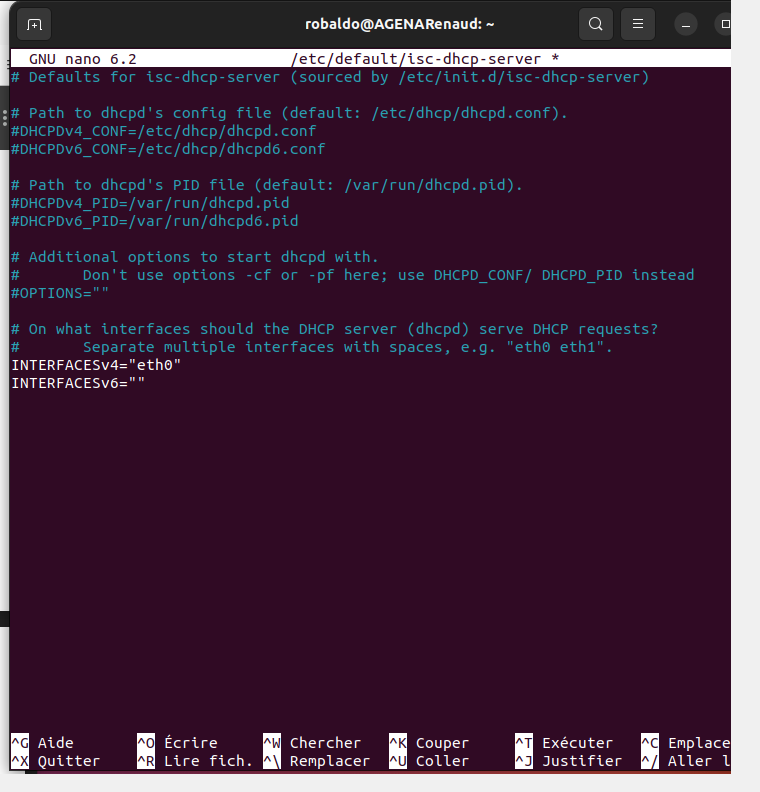 robaldo@AGENARenaud: ~
GNU nano 6.2 /etc/default/isc-dhcp-server *
# Defaults for isc-dhcp-server (sourced by /etc/init.d/isc-dhcp-server)
# Path to dhcpd's config file (default: /etc/dhcp/dhcpd.conf).
#DHCPDv4_CONF=/etc/dhcp/dhcpd.conf
#DHCPDv6_CONF=/etc/dhcp/dhcpd6.conf
# Path to dhcpd's PID file (default: /var/run/dhcpd.pid).
#DHCPDv4_PID=/var/run/dhcpd.pid
#DHCPDv6_PID=/var/run/dhcpd6.pid
# Additional options to start dhcpd with.
#       Don't use options -cf or -pf here; use DHCPD_CONF/ DHCPD_PID instead
#OPTIONS=""
# On what interfaces should the DHCP server (dhcpd) serve DHCP requests?
#       Separate multiple interfaces with spaces, e.g. "eth0 eth1".
INTERFACESv4="eth0"
INTERFACESv6=""
^G Aide ^O Écrire ^W Chercher ^K Couper ^T Exécuter ^C Emplace
^X Quitter ^R Lire fich. ^\ Remplacer ^U Coller ^J Justifier ^/ Aller l